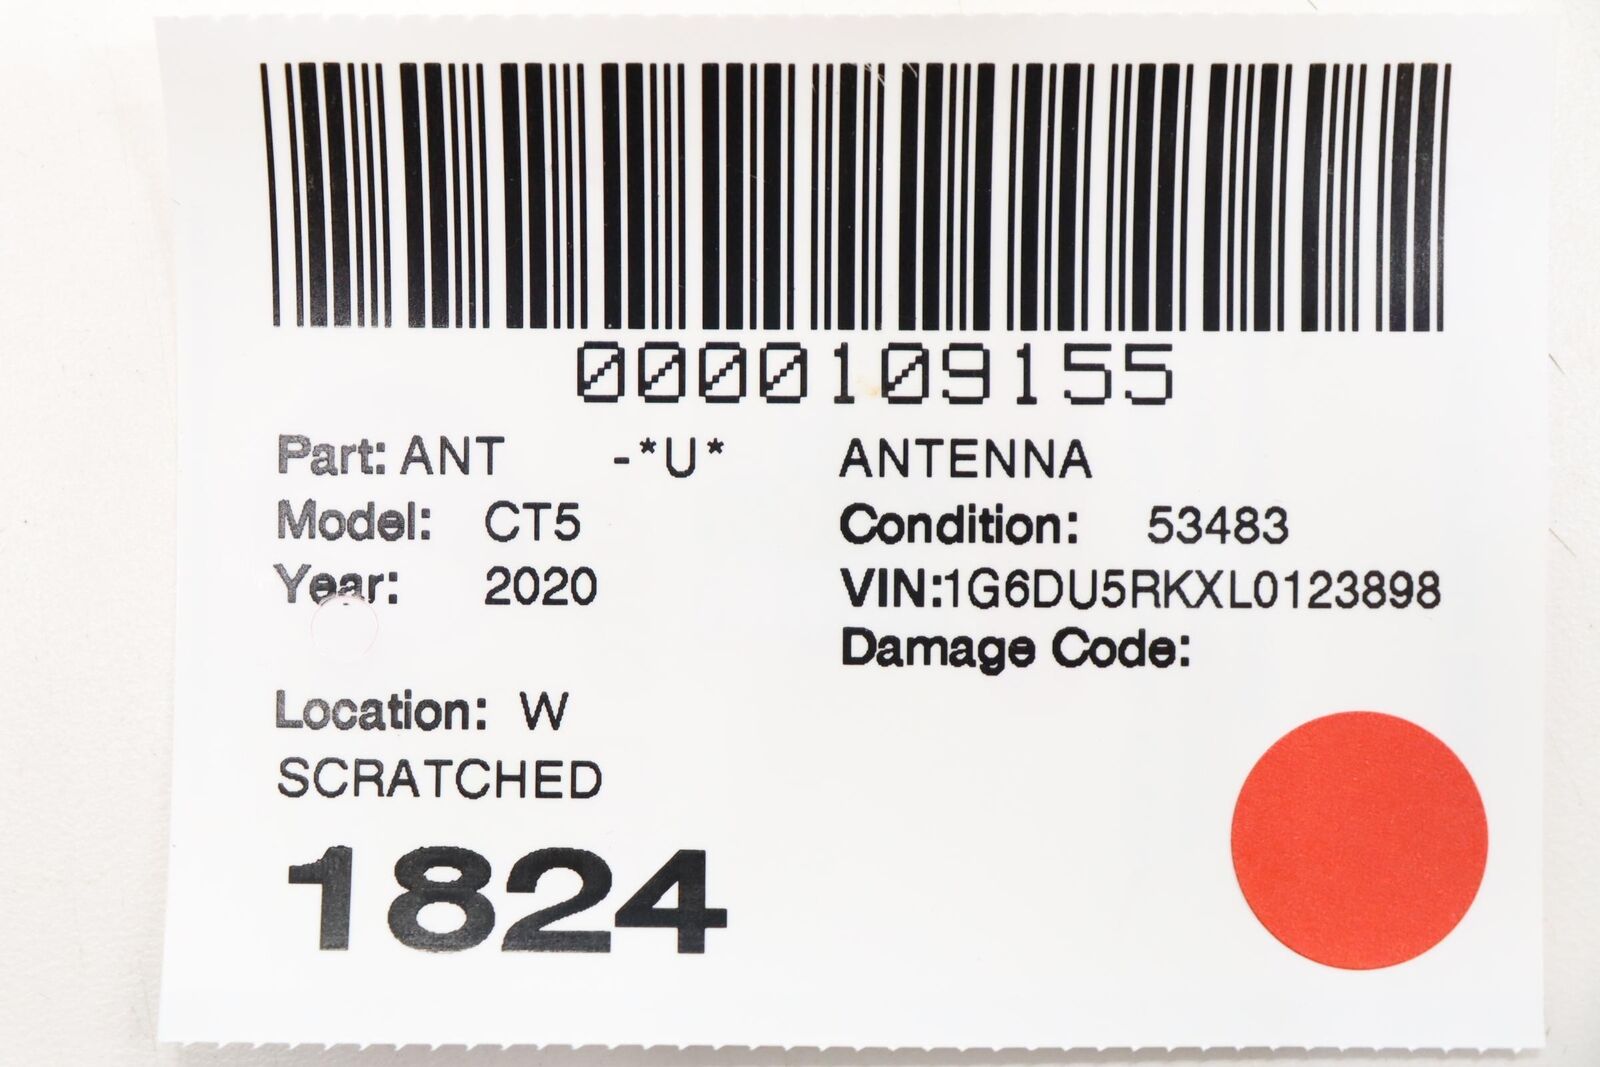 0000109155
Part: ANT -*U* ANTENNA
Model: CT5 Condition: 53483
Year: 2020 VIN:1G6DU5RKXL0123898
Damage Code:
Location: W
SCRATCHED
1824